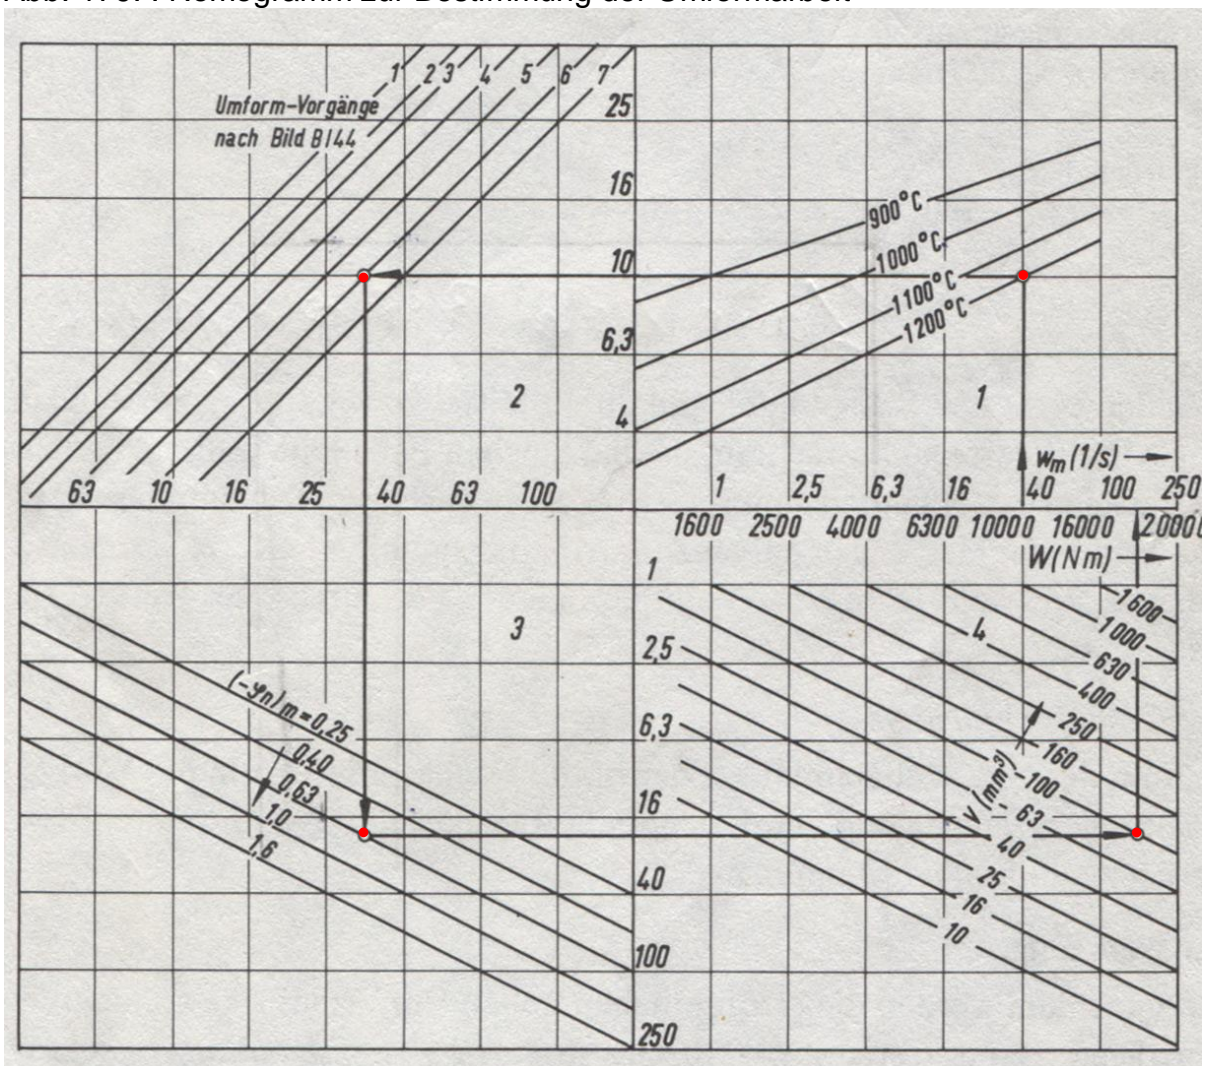 Abb. 1.5: : Nomogramm zur Bestimmung der Umformarbeit
1 2 3 4 5 6 7
Umform-Vorgänge
nach Bild B144
25
16
10
6,3
4
2
63 10 16 25 40 63 100
900°C
1000°C
1100°C
1200°C
1
wm (1/s)
1 2,5 6,3 16 40 100 250
1600 2500 4000 6300 10000 16000 2000
W(Nm)
3
(-φn)m=0,25
0,40
0,63
1,0
1,6
1
2,5
6,3
16
40
100
250
4
1600
1000
630
400
250
160
100
63
40
25
16
10
V (mm³)